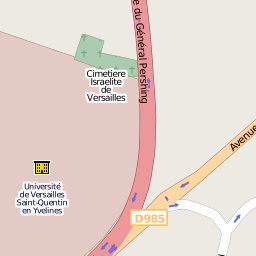 e du Général Pershing
Cimetiere
Israelite
de
Versailles
Avenue
Université
de Versailles
Saint-Quentin
en Yvelines
D985